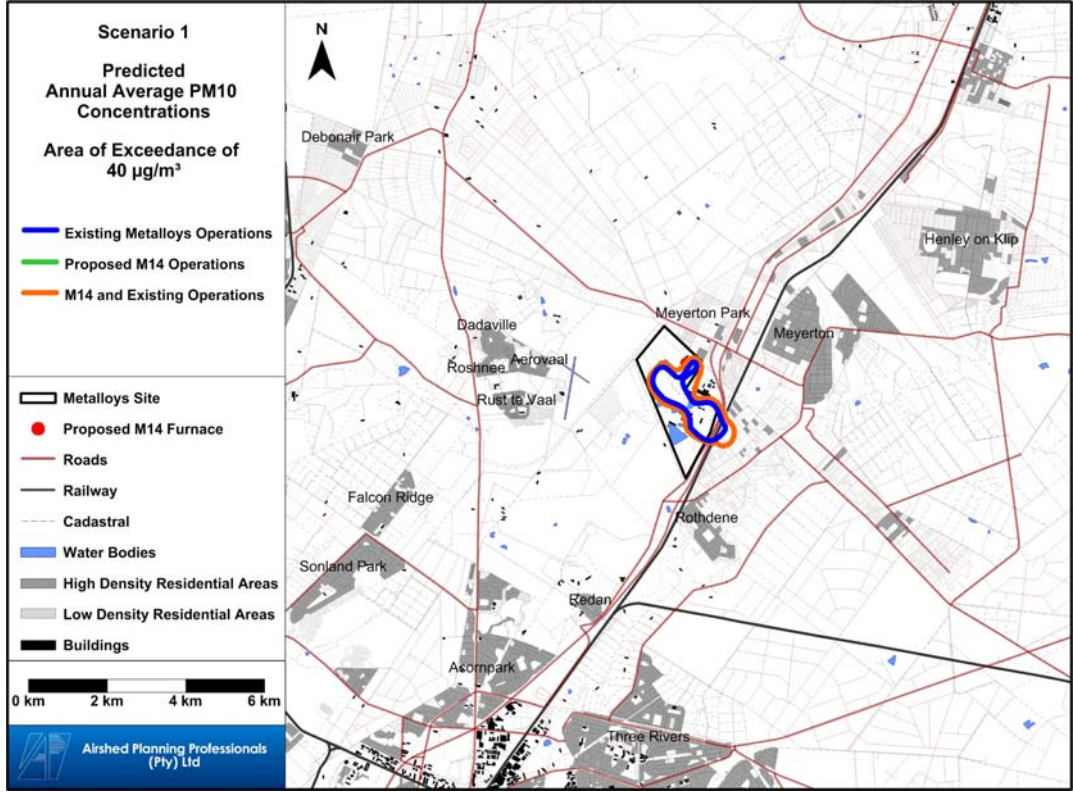 Scenario 1
Predicted
Annual Average PM10
Concentrations
Area of Exceedance of
40 µg/m³
Existing Metalloys Operations
Proposed M14 Operations
M14 and Existing Operations
Metalloys Site
Proposed M14 Furnace
Roads
Railway
Cadastral
Water Bodies
High Density Residential Areas
Low Density Residential Areas
Buildings
0 km 2 km 4 km 6 km
Airshed Planning Professionals
(Pty) Ltd
N
Debonair Park
Henley on Klip
Meyerton Park
Dadaville
Meyerton
Aerovaal
Roshnee
Rust te Vaal
Falcon Ridge
Rothdene
Sonland Park
Redan
Acornpark
Three Rivers